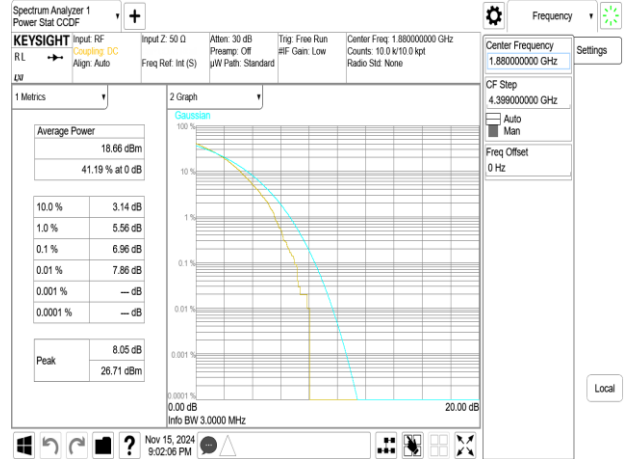 Spectrum Analyzer 1
Power Stat CCDF
+
Frequency
KEYSIGHT
Input: RF
Input Z: 50 Ω
Atten: 30 dB
Trig: Free Run
Center Freq: 1.880000000 GHz
RL
Coupling: DC
Preamp: Off
#IF Gain: Low
Counts: 10.0 k/10.0 kpt
Align: Auto
Freq Ref: Int (S)
µW Path: Standard
Radio Std: None
LXI
Center Frequency
1.880000000 GHz
Settings
CF Step
4.399000000 GHz
Auto
Man
Freq Offset
0 Hz
Local
1 Metrics
Average Power
18.66 dBm
41.19 % at 0 dB
10.0 % 3.14 dB
1.0 % 5.56 dB
0.1 % 6.96 dB
0.01 % 7.86 dB
0.001 % --- dB
0.0001 % --- dB
Peak
8.05 dB
26.71 dBm
2 Graph
Gaussian
100 %
10 %
1 %
0.1 %
0.01 %
0.001 %
0.0001 %
0.00 dB
20.00 dB
Info BW 3.0000 MHz
?
Nov 15, 2024
9:02:06 PM